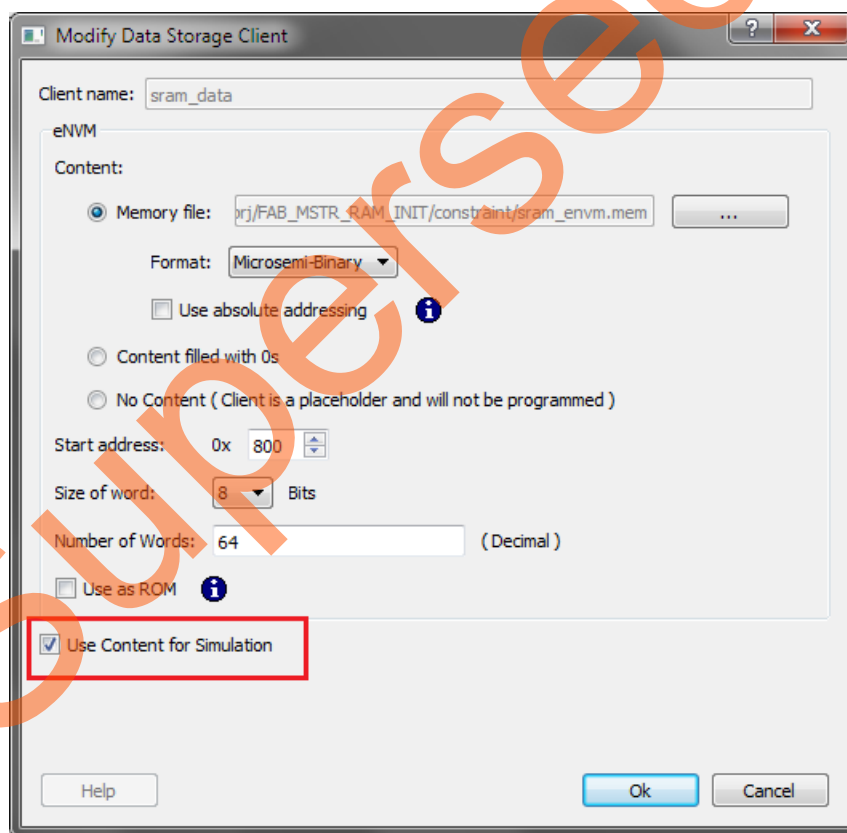 Modify Data Storage Client
Client name: sram_data
eNVM
Content:
Memory file: prj/FAB_MSTR_RAM_INIT/constraint/sram_envm.mem ...
Format: Microsemi-Binary
Use absolute addressing
Content filled with 0s
No Content ( Client is a placeholder and will not be programmed )
Start address: 0x 800
Size of word: 8 Bits
Number of Words: 64 ( Decimal )
Use as ROM
Use Content for Simulation
Help Ok Cancel